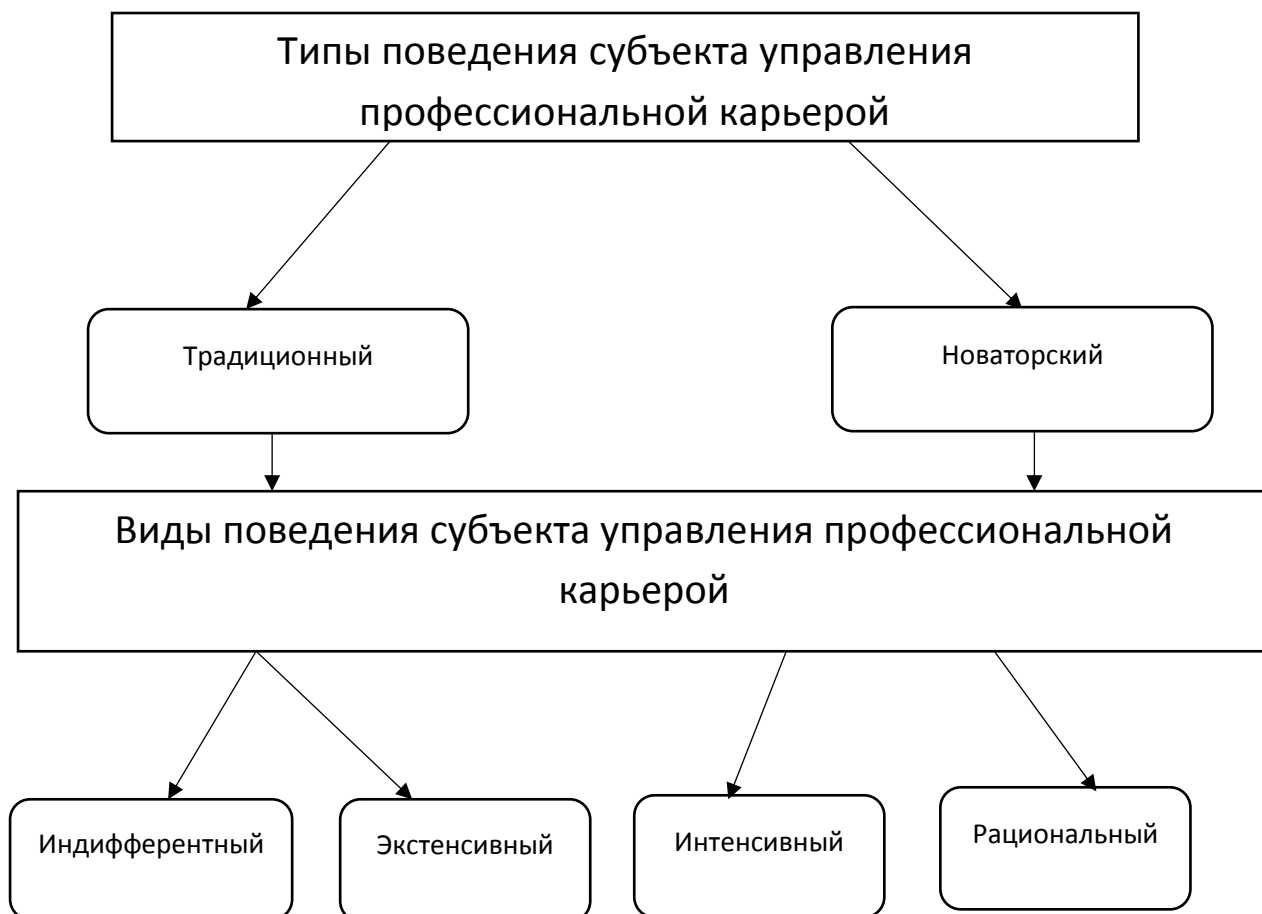 Типы поведения субъекта управления
профессиональной карьерой
Традиционный
Новаторский
Виды поведения субъекта управления профессиональной
карьерой
Индифферентный
Экстенсивный
Интенсивный
Рациональный